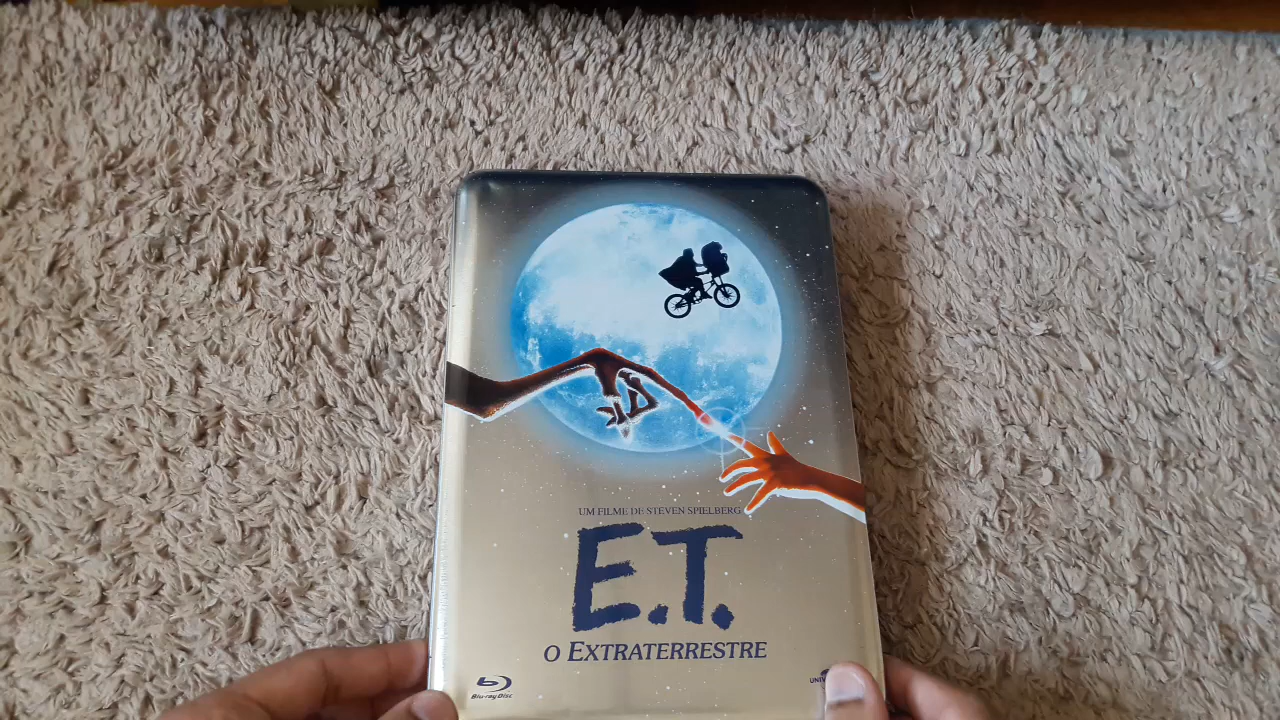 UM FILME DE STEVEN SPIELBERG
E.T.
O EXTRATERRESTRE
Blu-ray Disc